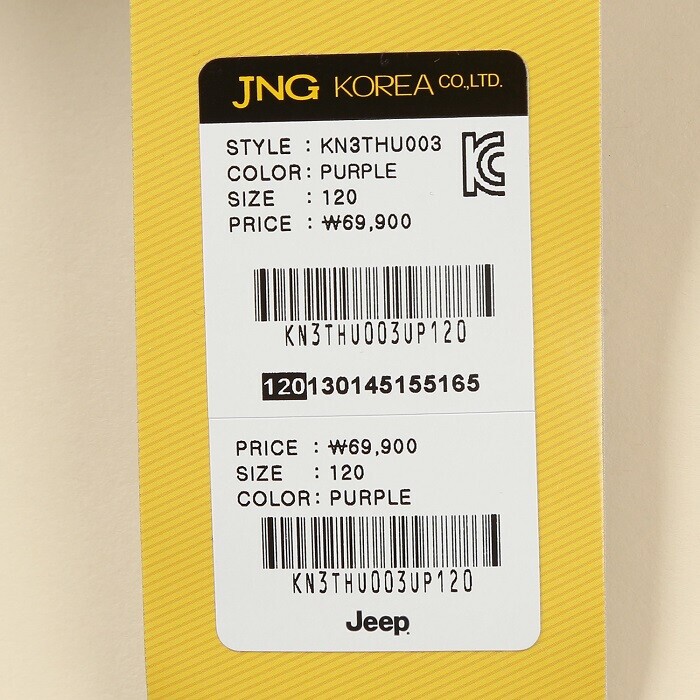 JNG KOREA CO.,LTD.
STYLE : KN3THU003
COLOR : PURPLE
SIZE : 120
PRICE : ₩69,900
KC
KN3THU003UP120
120130145155165
PRICE : ₩69,900
SIZE : 120
COLOR : PURPLE
KN3THU003UP120
Jeep